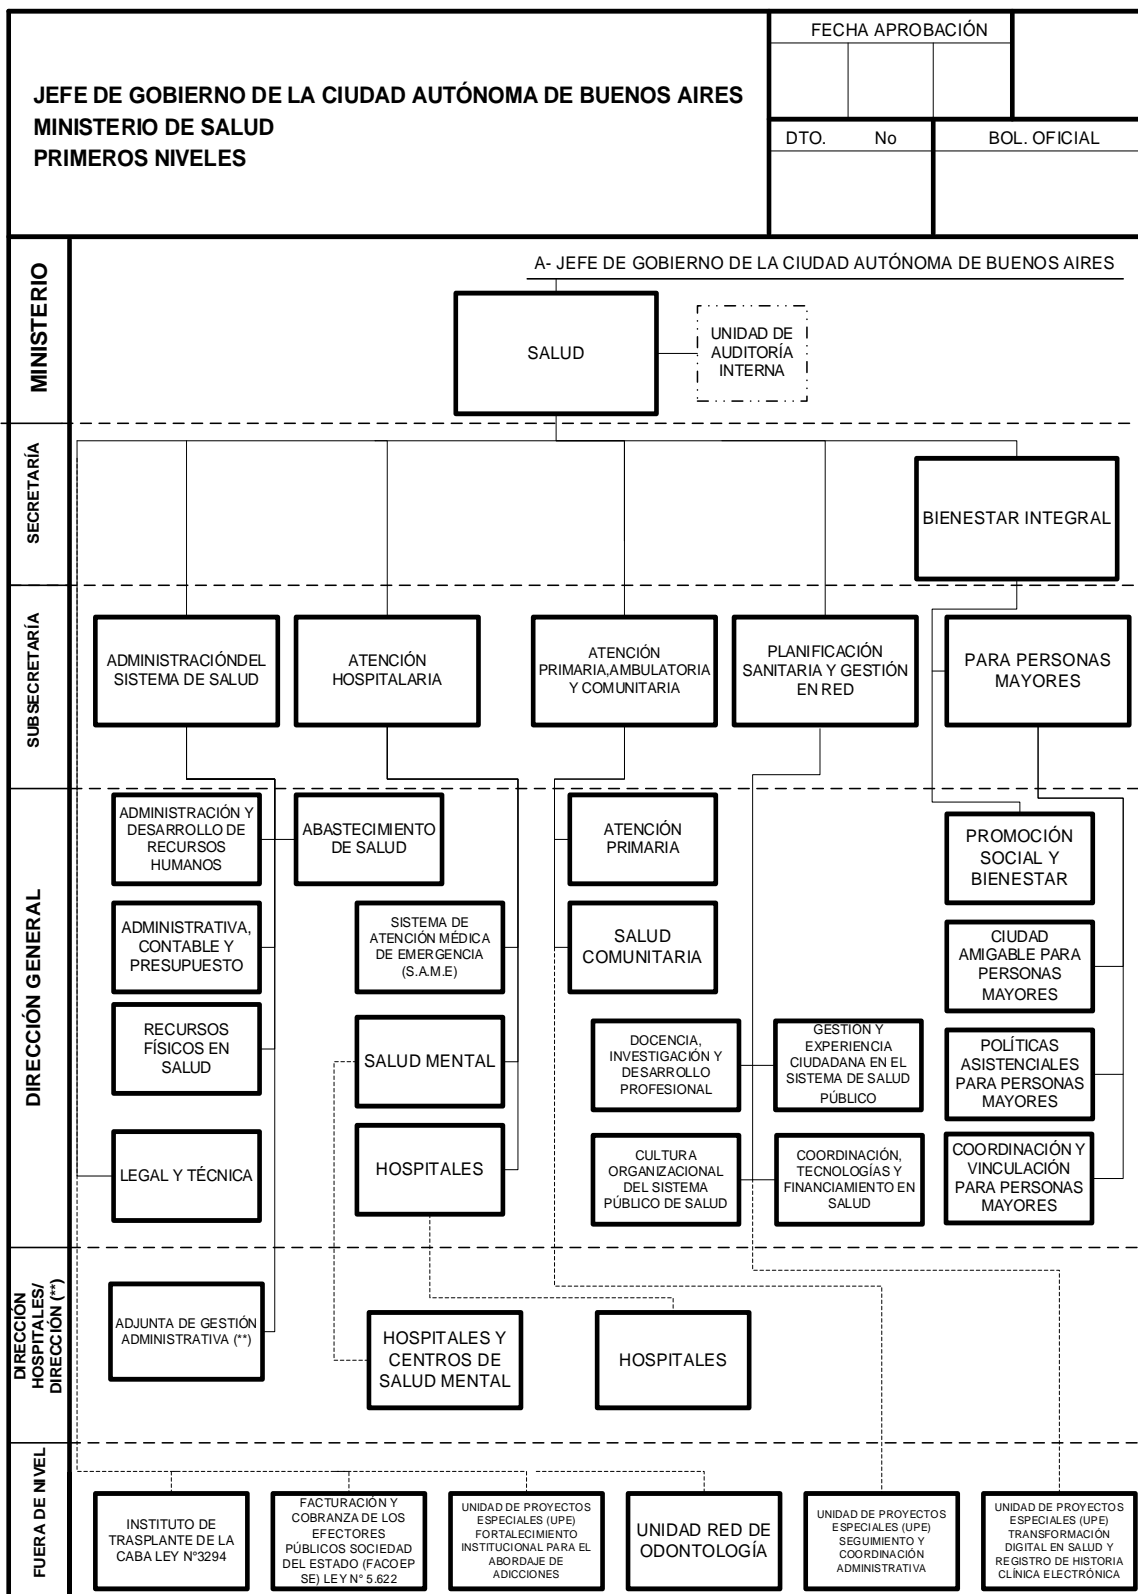 JEFE DE GOBIERNO DE LA CIUDAD AUTÓNOMA DE BUENOS AIRES
MINISTERIO DE SALUD
PRIMEROS NIVELES
FECHA APROBACIÓN
DTO. No
BOL. OFICIAL
MINISTERIO
A- JEFE DE GOBIERNO DE LA CIUDAD AUTÓNOMA DE BUENOS AIRES
SALUD
UNIDAD DE
AUDITORÍA
INTERNA
SECRETARÍA
BIENESTAR INTEGRAL
SUBSECRETARÍA
ADMINISTRACIÓNDEL
SISTEMA DE SALUD
ATENCIÓN
HOSPITALARIA
ATENCIÓN
PRIMARIA,AMBULATORIA
Y COMUNITARIA
PLANIFICACIÓN
SANITARIA Y GESTIÓN
EN RED
PARA PERSONAS
MAYORES
DIRECCIÓN GENERAL
ADMINISTRACIÓN Y
DESARROLLO DE
RECURSOS
HUMANOS
ABASTECIMIENTO
DE SALUD
ATENCIÓN
PRIMARIA
PROMOCIÓN
SOCIAL Y
BIENESTAR
ADMINISTRATIVA,
CONTABLE Y
PRESUPUESTO
SISTEMA DE
ATENCIÓN MÉDICA
DE EMERGENCIA
(S.A.M.E)
SALUD
COMUNITARIA
CIUDAD
AMIGABLE PARA
PERSONAS
MAYORES
RECURSOS
FÍSICOS EN
SALUD
SALUD MENTAL
DOCENCIA,
INVESTIGACIÓN Y
DESARROLLO
PROFESIONAL
GESTIÓN Y
EXPERIENCIA
CIUDADANA EN EL
SISTEMA DE SALUD
PÚBLICO
POLÍTICAS
ASISTENCIALES
PARA PERSONAS
MAYORES
LEGAL Y TÉCNICA
HOSPITALES
CULTURA
ORGANIZACIONAL
DEL SISTEMA
PÚBLICO DE SALUD
COORDINACIÓN,
TECNOLOGÍAS Y
FINANCIAMIENTO EN
SALUD
COORDINACIÓN Y
VINCULACIÓN
PARA PERSONAS
MAYORES
DIRECCIÓN
HOSPITALES/
DIRECCIÓN (**)
ADJUNTA DE GESTIÓN
ADMINISTRATIVA (**)
HOSPITALES Y
CENTROS DE
SALUD MENTAL
HOSPITALES
FUERA DE NIVEL
INSTITUTO DE
TRASPLANTE DE LA
CABA LEY N°3294
FACTURACIÓN Y
COBRANZA DE LOS
EFECTORES
PÚBLICOS SOCIEDAD
DEL ESTADO (FACOEP
SE) LEY N° 5.622
UNIDAD DE PROYECTOS
ESPECIALES (UPE)
FORTALECIMIENTO
INSTITUCIONAL PARA EL
ABORDAJE DE
ADICCIONES
UNIDAD RED DE
ODONTOLOGÍA
UNIDAD DE PROYECTOS
ESPECIALES (UPE)
SEGUIMIENTO Y
COORDINACIÓN
ADMINISTRATIVA
UNIDAD DE PROYECTOS
ESPECIALES (UPE)
TRANSFORMACIÓN
DIGITAL EN SALUD Y
REGISTRO DE HISTORIA
CLÍNICA ELECTRÓNICA